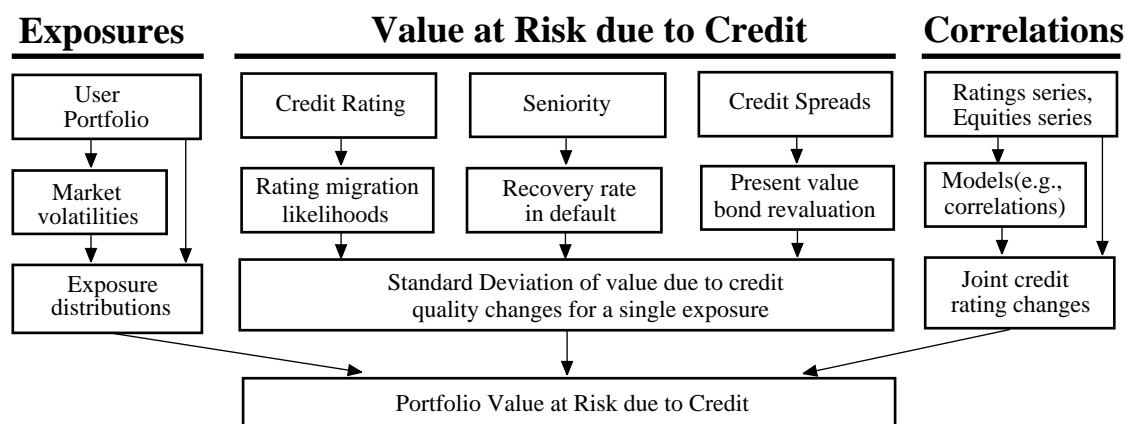 Exposures
Value at Risk due to Credit
Correlations
User
Portfolio
Market
volatilities
Exposure
distributions
Credit Rating
Seniority
Credit Spreads
Rating migration
likelihoods
Recovery rate
in default
Present value
bond revaluation
Standard Deviation of value due to credit
quality changes for a single exposure
Ratings series,
Equities series
Models(e.g.,
correlations)
Joint credit
rating changes
Portfolio Value at Risk due to Credit